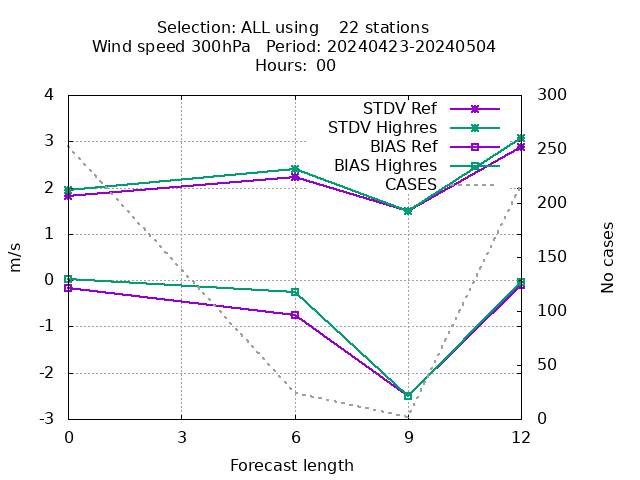 Selection: ALL using    22 stations
Wind speed 300hPa   Period: 20240423-20240504
Hours:  00
STDV Ref
STDV Highres
BIAS Ref
BIAS Highres
CASES
m/s
4
3
2
1
0
-1
-2
-3
300
250
200
150
100
50
0
No cases
0 3 6 9 12
Forecast length